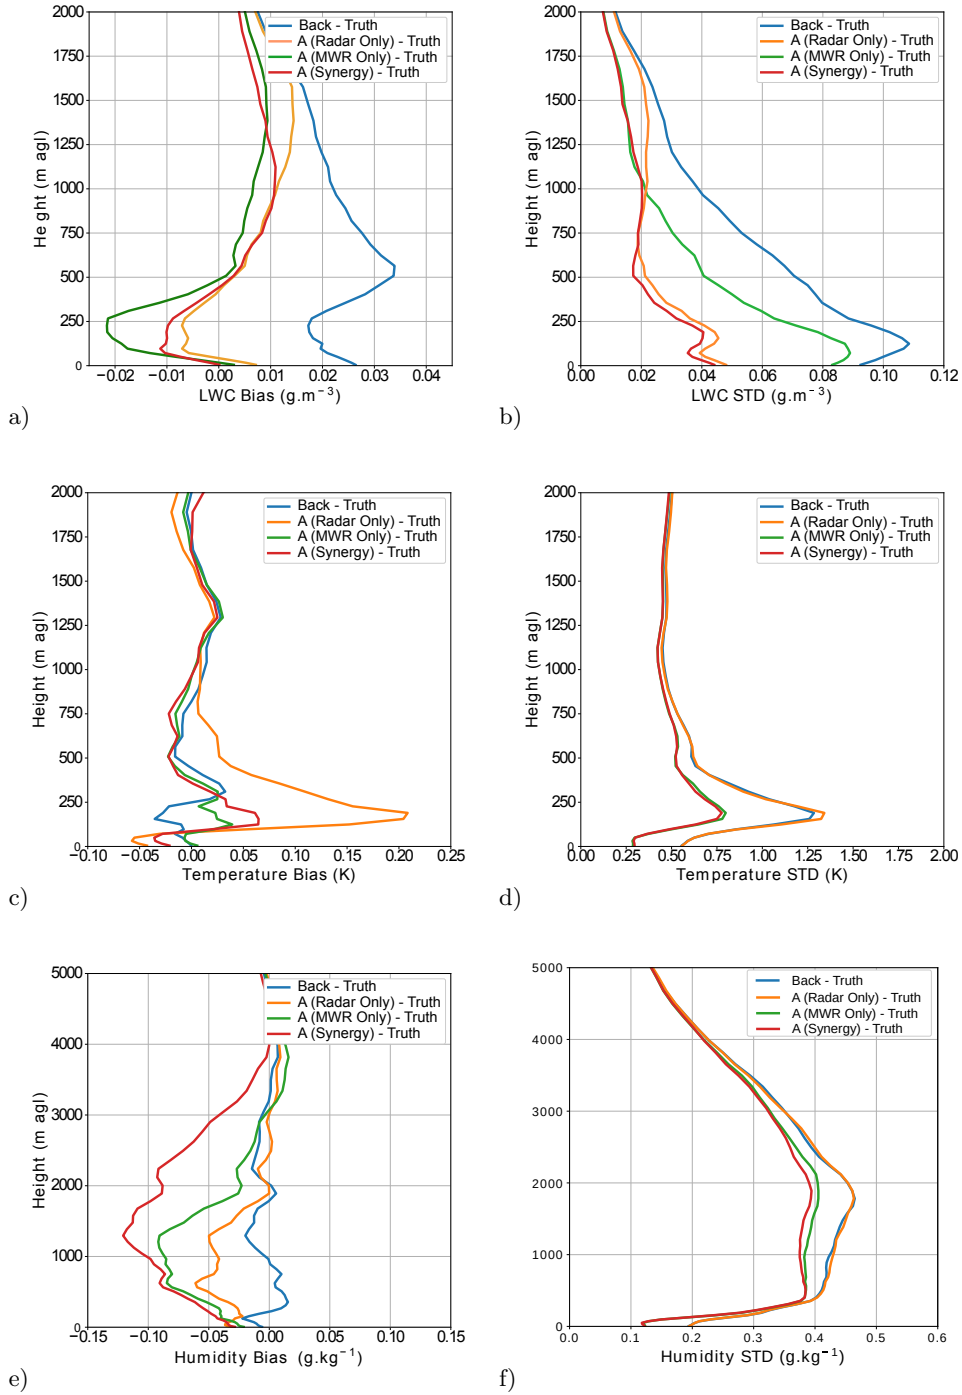 2000
1750
1500
1250
1000
750
500
250
0
Height (m agl)
−0.02 −0.01 0.00 0.01 0.02 0.03 0.04
LWC Bias (g.m−3)
Back - Truth
A (Radar Only) - Truth
A (MWR Only) - Truth
A (Synergy) - Truth
a)
2000
1750
1500
1250
1000
750
500
250
0
Height (m agl)
0.00 0.02 0.04 0.06 0.08 0.10 0.12
LWC STD (g.m−3)
Back - Truth
A (Radar Only) - Truth
A (MWR Only) - Truth
A (Synergy) - Truth
b)
2000
1750
1500
1250
1000
750
500
250
0
Height (m agl)
−0.10 −0.05 0.00 0.05 0.10 0.15 0.20 0.25
Temperature Bias (K)
Back - Truth
A (Radar Only) - Truth
A (MWR Only) - Truth
A (Synergy) - Truth
c)
2000
1750
1500
1250
1000
750
500
250
0
Height (m agl)
0.00 0.25 0.50 0.75 1.00 1.25 1.50 1.75 2.00
Temperature STD (K)
Back - Truth
A (Radar Only) - Truth
A (MWR Only) - Truth
A (Synergy) - Truth
d)
5000
4000
3000
2000
1000
0
Height (m agl)
−0.15 −0.10 −0.05 0.00 0.05 0.10 0.15
Humidity Bias (g.kg−1)
Back - Truth
A (Radar Only) - Truth
A (MWR Only) - Truth
A (Synergy) - Truth
e)
5000
4000
3000
2000
1000
0
Height (m agl)
0.0 0.1 0.2 0.3 0.4 0.5 0.6
Humidity STD (g.kg−1)
Back - Truth
A (Radar Only) - Truth
A (MWR Only) - Truth
A (Synergy) - Truth
f)